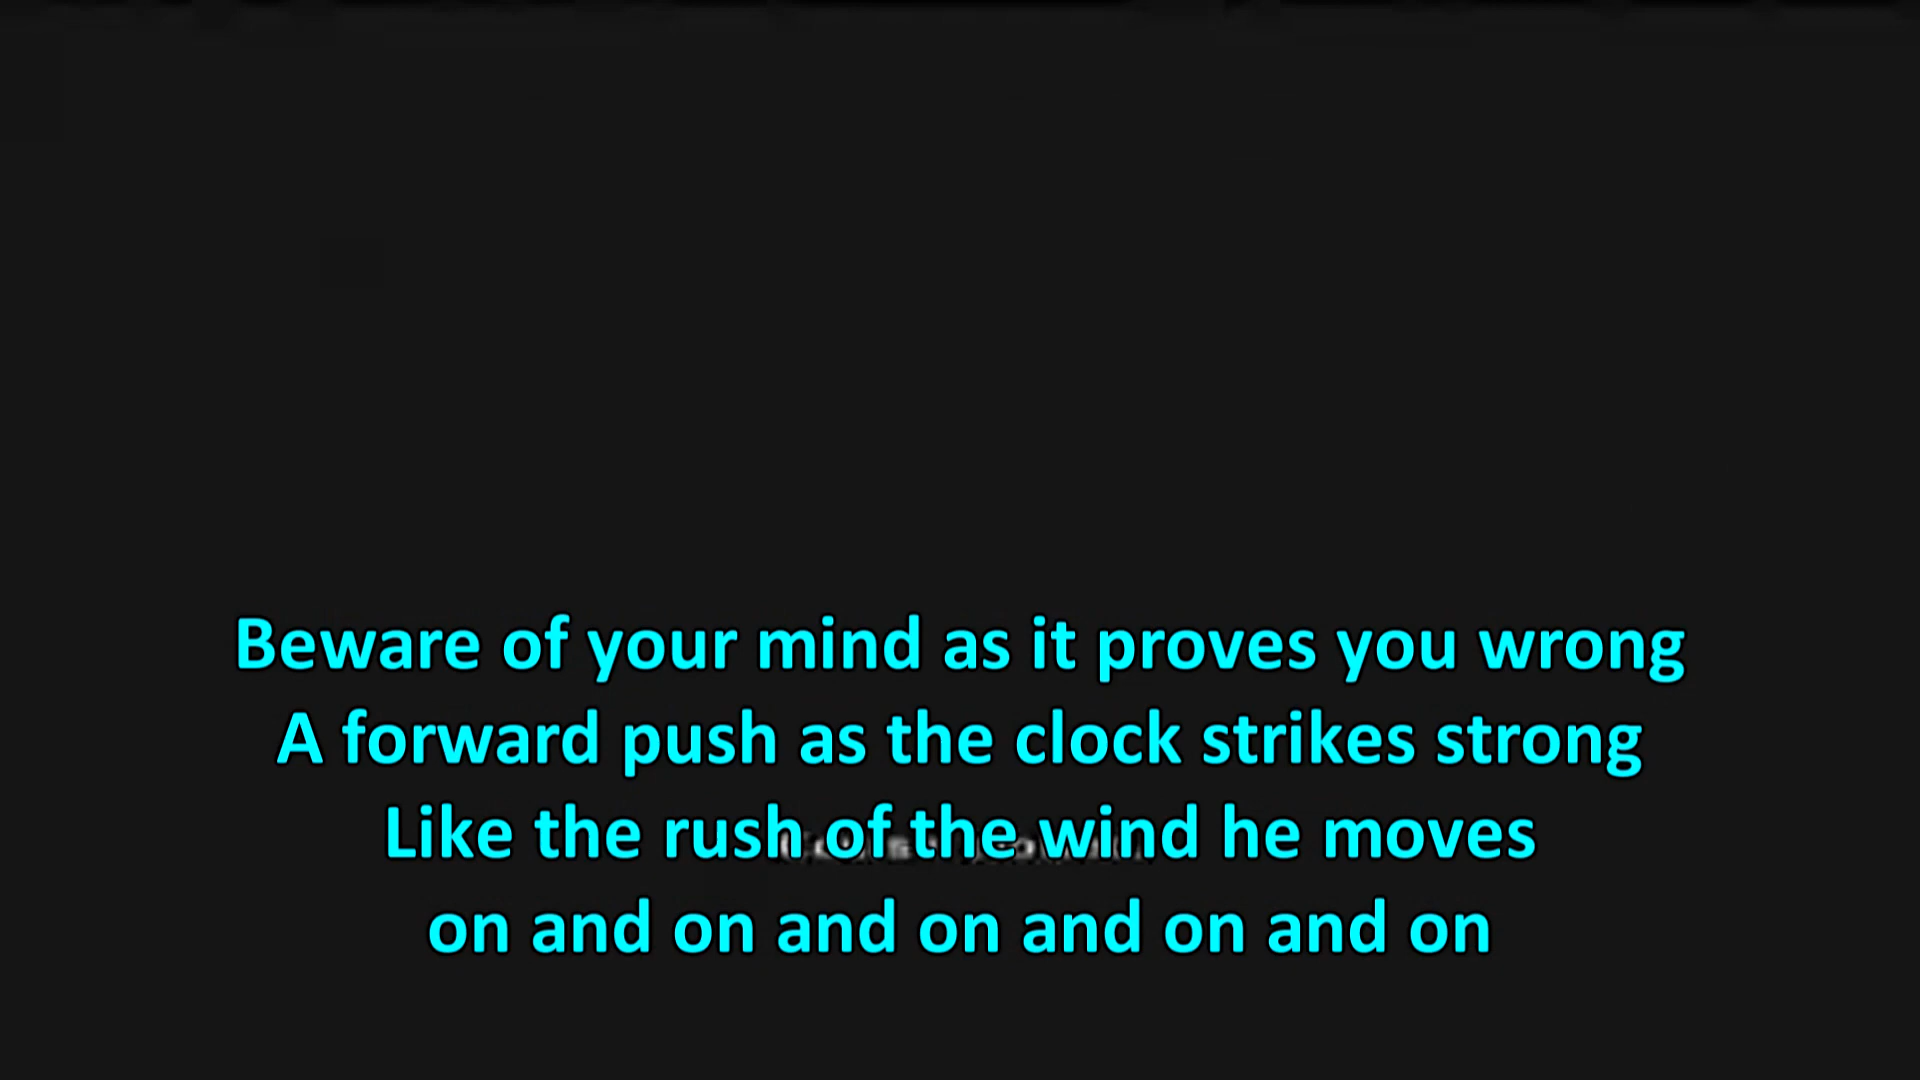 Beware of your mind as it proves you wrong
A forward push as the clock strikes strong
Like the rush of the wind he moves
on and on and on and on and on